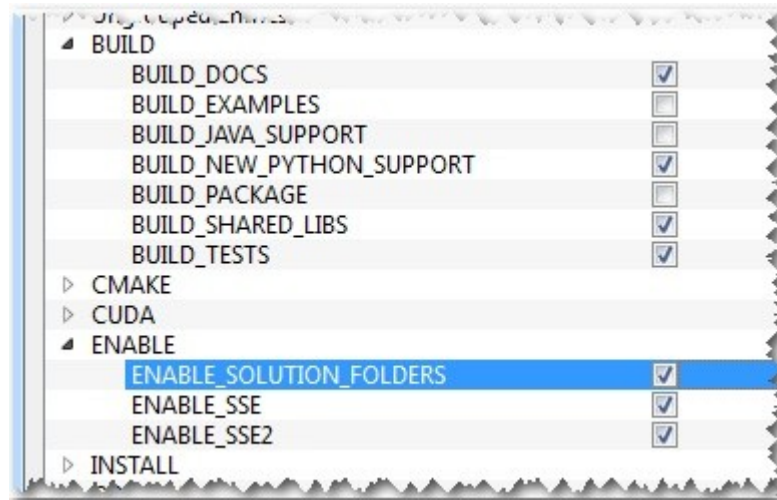 BUILD
BUILD_DOCS
BUILD_EXAMPLES
BUILD_JAVA_SUPPORT
BUILD_NEW_PYTHON_SUPPORT
BUILD_PACKAGE
BUILD_SHARED_LIBS
BUILD_TESTS
CMAKE
CUDA
ENABLE
ENABLE_SOLUTION_FOLDERS
ENABLE_SSE
ENABLE_SSE2
INSTALL